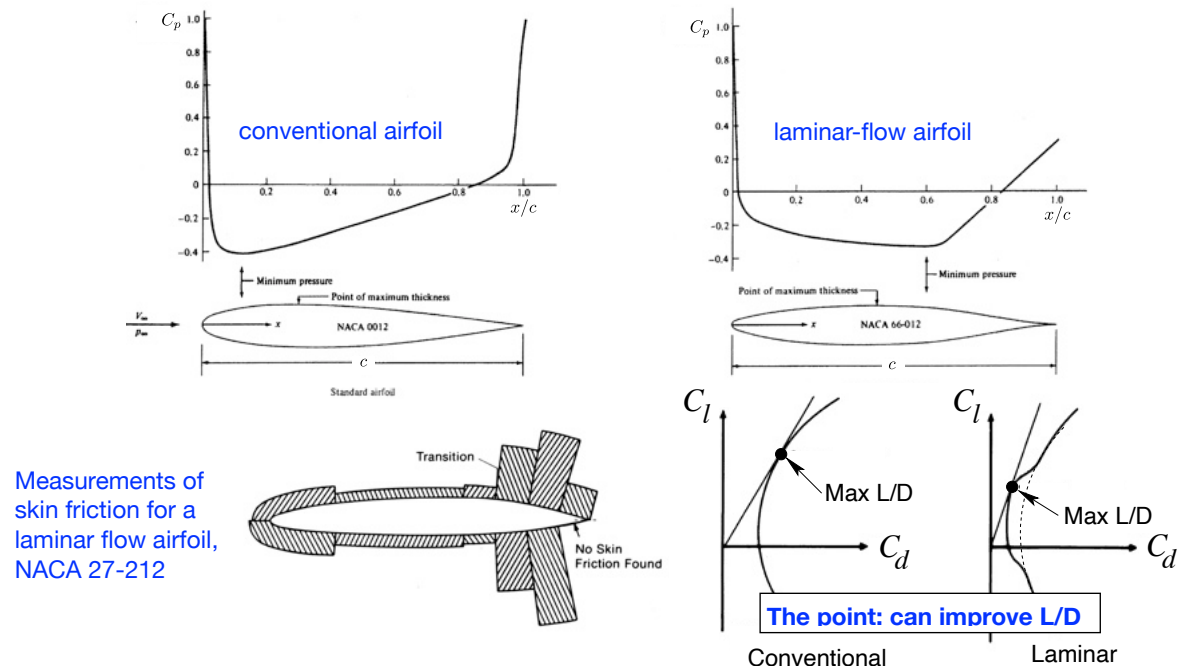 C_p
1.0
0.8
0.6
0.4
0.2
0
−0.2
−0.4
conventional airfoil
0.2
0.4
0.6
0.8
1.0
x/c
Minimum pressure
Point of maximum thickness
V∞
p∞
x
NACA 0012
c
Standard airfoil
C_p
1.0
0.8
0.6
0.4
0.2
0
−0.2
−0.4
laminar-flow airfoil
0.2
0.4
0.6
0.8
1.0
x/c
Minimum pressure
Point of maximum thickness
x
NACA 66-012
c
Measurements of
skin friction for a
laminar flow airfoil,
NACA 27-212
Transition
No Skin
Friction Found
C_l
Max L/D
C_d
C_l
Max L/D
C_d
The point: can improve L/D
Conventional
Laminar